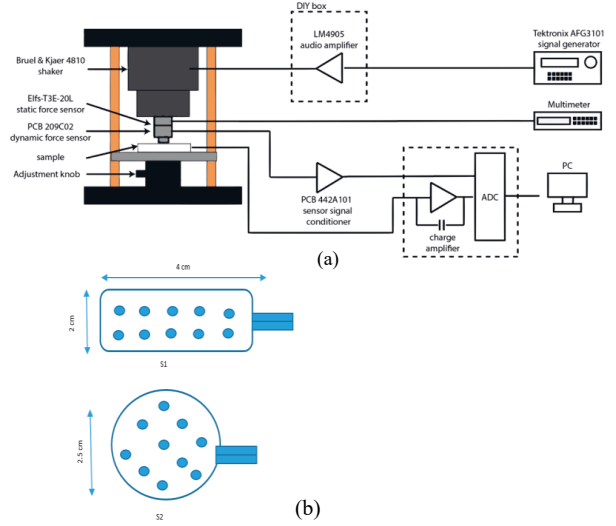 DIY box
LM4905
audio amplifier
Tektronix AFG3101
signal generator
Bruel & Kjaer 4810
shaker
Elfs-T3E-20L
static force sensor
Multimeter
PCB 209C02
dynamic force sensor
sample
Adjustment knob
PCB 442A101
sensor signal
conditioner
charge
amplifier
ADC
PC
(a)
4 cm
2 cm
S1
2.5 cm
S2
(b)